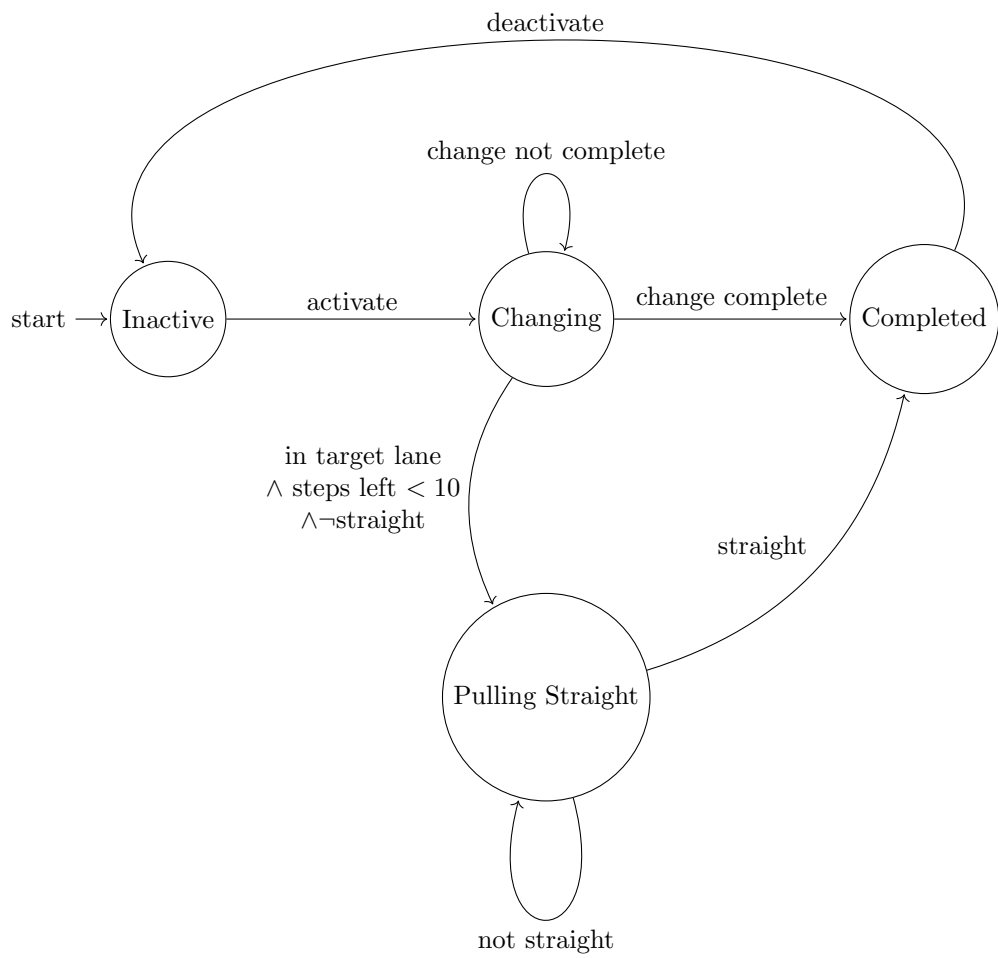 deactivate
change not complete
start
Inactive
activate
Changing
change complete
Completed
in target lane
∧ steps left < 10
∧¬straight
straight
Pulling Straight
not straight